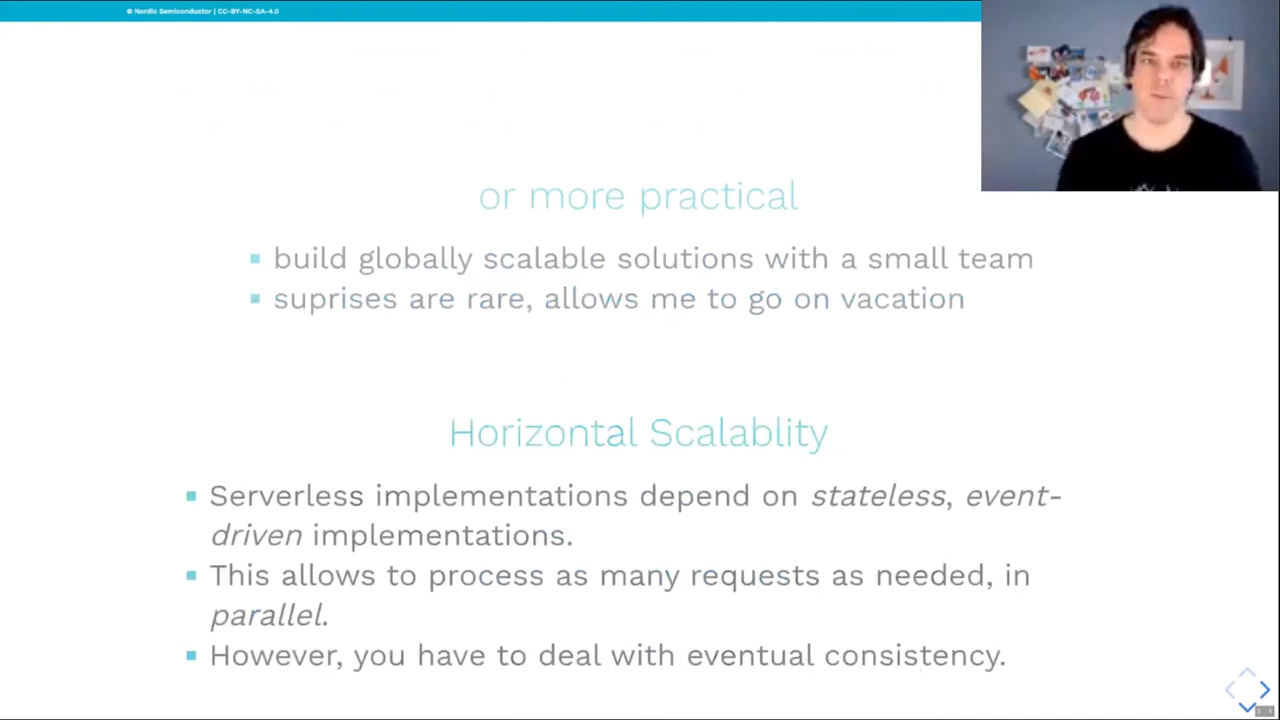 © Nordic Semiconductor | CC-BY-NC-SA-4.0
or more practical
build globally scalable solutions with a small team
suprises are rare, allows me to go on vacation
Horizontal Scalablity
Serverless implementations depend on stateless, event-
driven implementations.
This allows to process as many requests as needed, in
parallel.
However, you have to deal with eventual consistency.